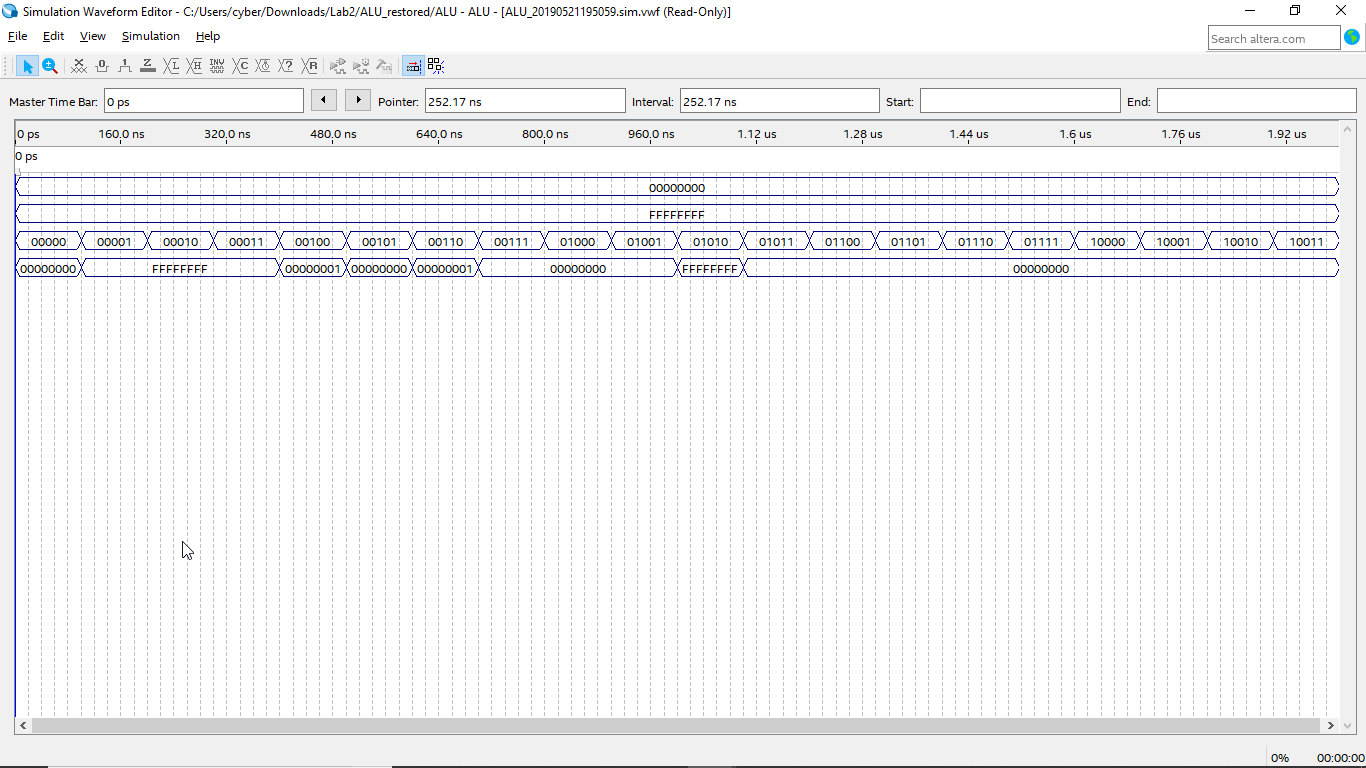 Simulation Waveform Editor - C:/Users/cyber/Downloads/Lab2/ALU_restored/ALU - ALU - [ALU_20190521195059.sim.vwf (Read-Only)]
File Edit View Simulation Help
Search altera.com
Master Time Bar: 0 ps Pointer: 252.17 ns Interval: 252.17 ns Start: End:
0 ps 160.0 ns 320.0 ns 480.0 ns 640.0 ns 800.0 ns 960.0 ns 1.12 us 1.28 us 1.44 us 1.6 us 1.76 us 1.92 us
0 ps
00000000
FFFFFFFF
00000 00001 00010 00011 00100 00101 00110 00111 01000 01001 01010 01011 01100 01101 01110 01111 10000 10001 10010 10011
00000000 FFFFFFFF 00000001 00000000 00000001 00000000 FFFFFFFF 00000000
0% 00:00:00